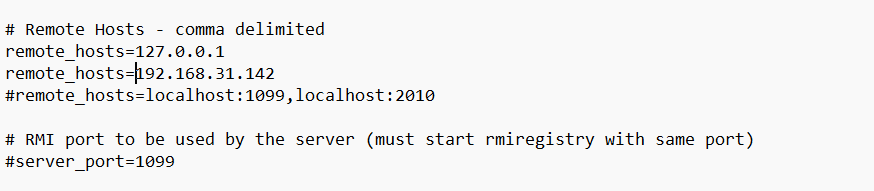 # Remote Hosts - comma delimited
remote_hosts=127.0.0.1
remote_hosts=192.168.31.142
#remote_hosts=localhost:1099,localhost:2010
# RMI port to be used by the server (must start rmiregistry with same port)
#server_port=1099